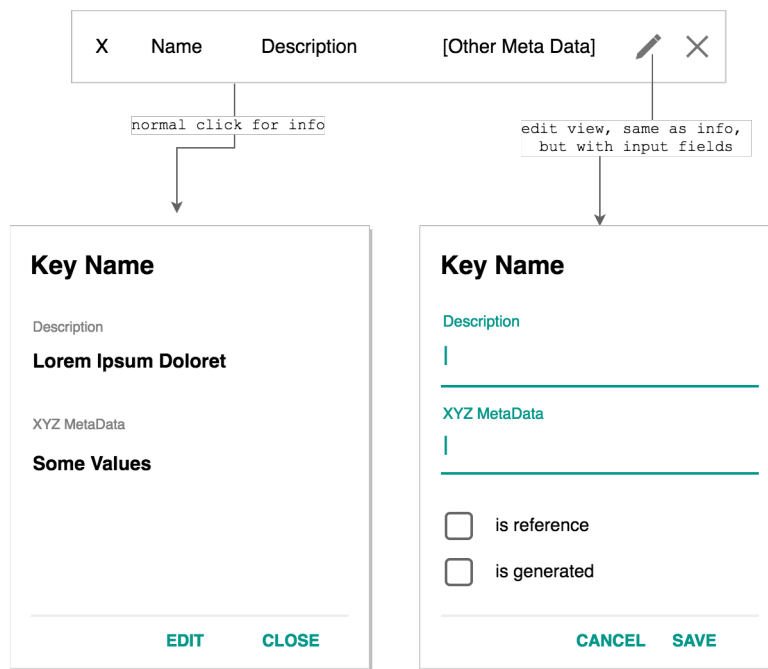 X Name Description [Other Meta Data]
normal click for info
edit view, same as info,
but with input fields
Key Name
Description
Lorem Ipsum Doloret
XYZ MetaData
Some Values
EDIT CLOSE
Key Name
Description
XYZ MetaData
is reference
is generated
CANCEL SAVE